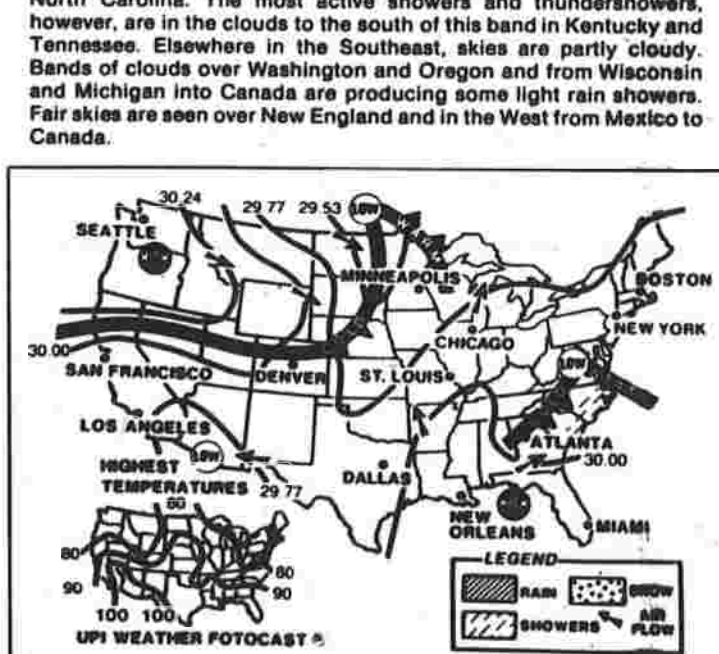 North Carolina. The most active showers and thundershowers,
however, are in the clouds to the south of this band in Kentucky and
Tennessee. Elsewhere in the Southeast, skies are partly cloudy.
Bands of clouds over Washington and Oregon and from Wisconsin
and Michigan into Canada are producing some light rain showers.
Fair skies are seen over New England and in the West from Mexico to
Canada.
30.24
29.77
29.53
LOW
SEATTLE
MINNEAPOLIS
BOSTON
NEW YORK
CHICAGO
30.00
SAN FRANCISCO
DENVER
ST. LOUIS
LOW
LOS ANGELES
ATLANTA
30.00
LOW
HIGHEST
TEMPERATURES
29.77
DALLAS
NEW
ORLEANS
MIAMI
80
90
100 100
80
90
LEGEND
RAIN
SNOW
SHOWERS
AIR
FLOW
UPI WEATHER FOTOCAST ®